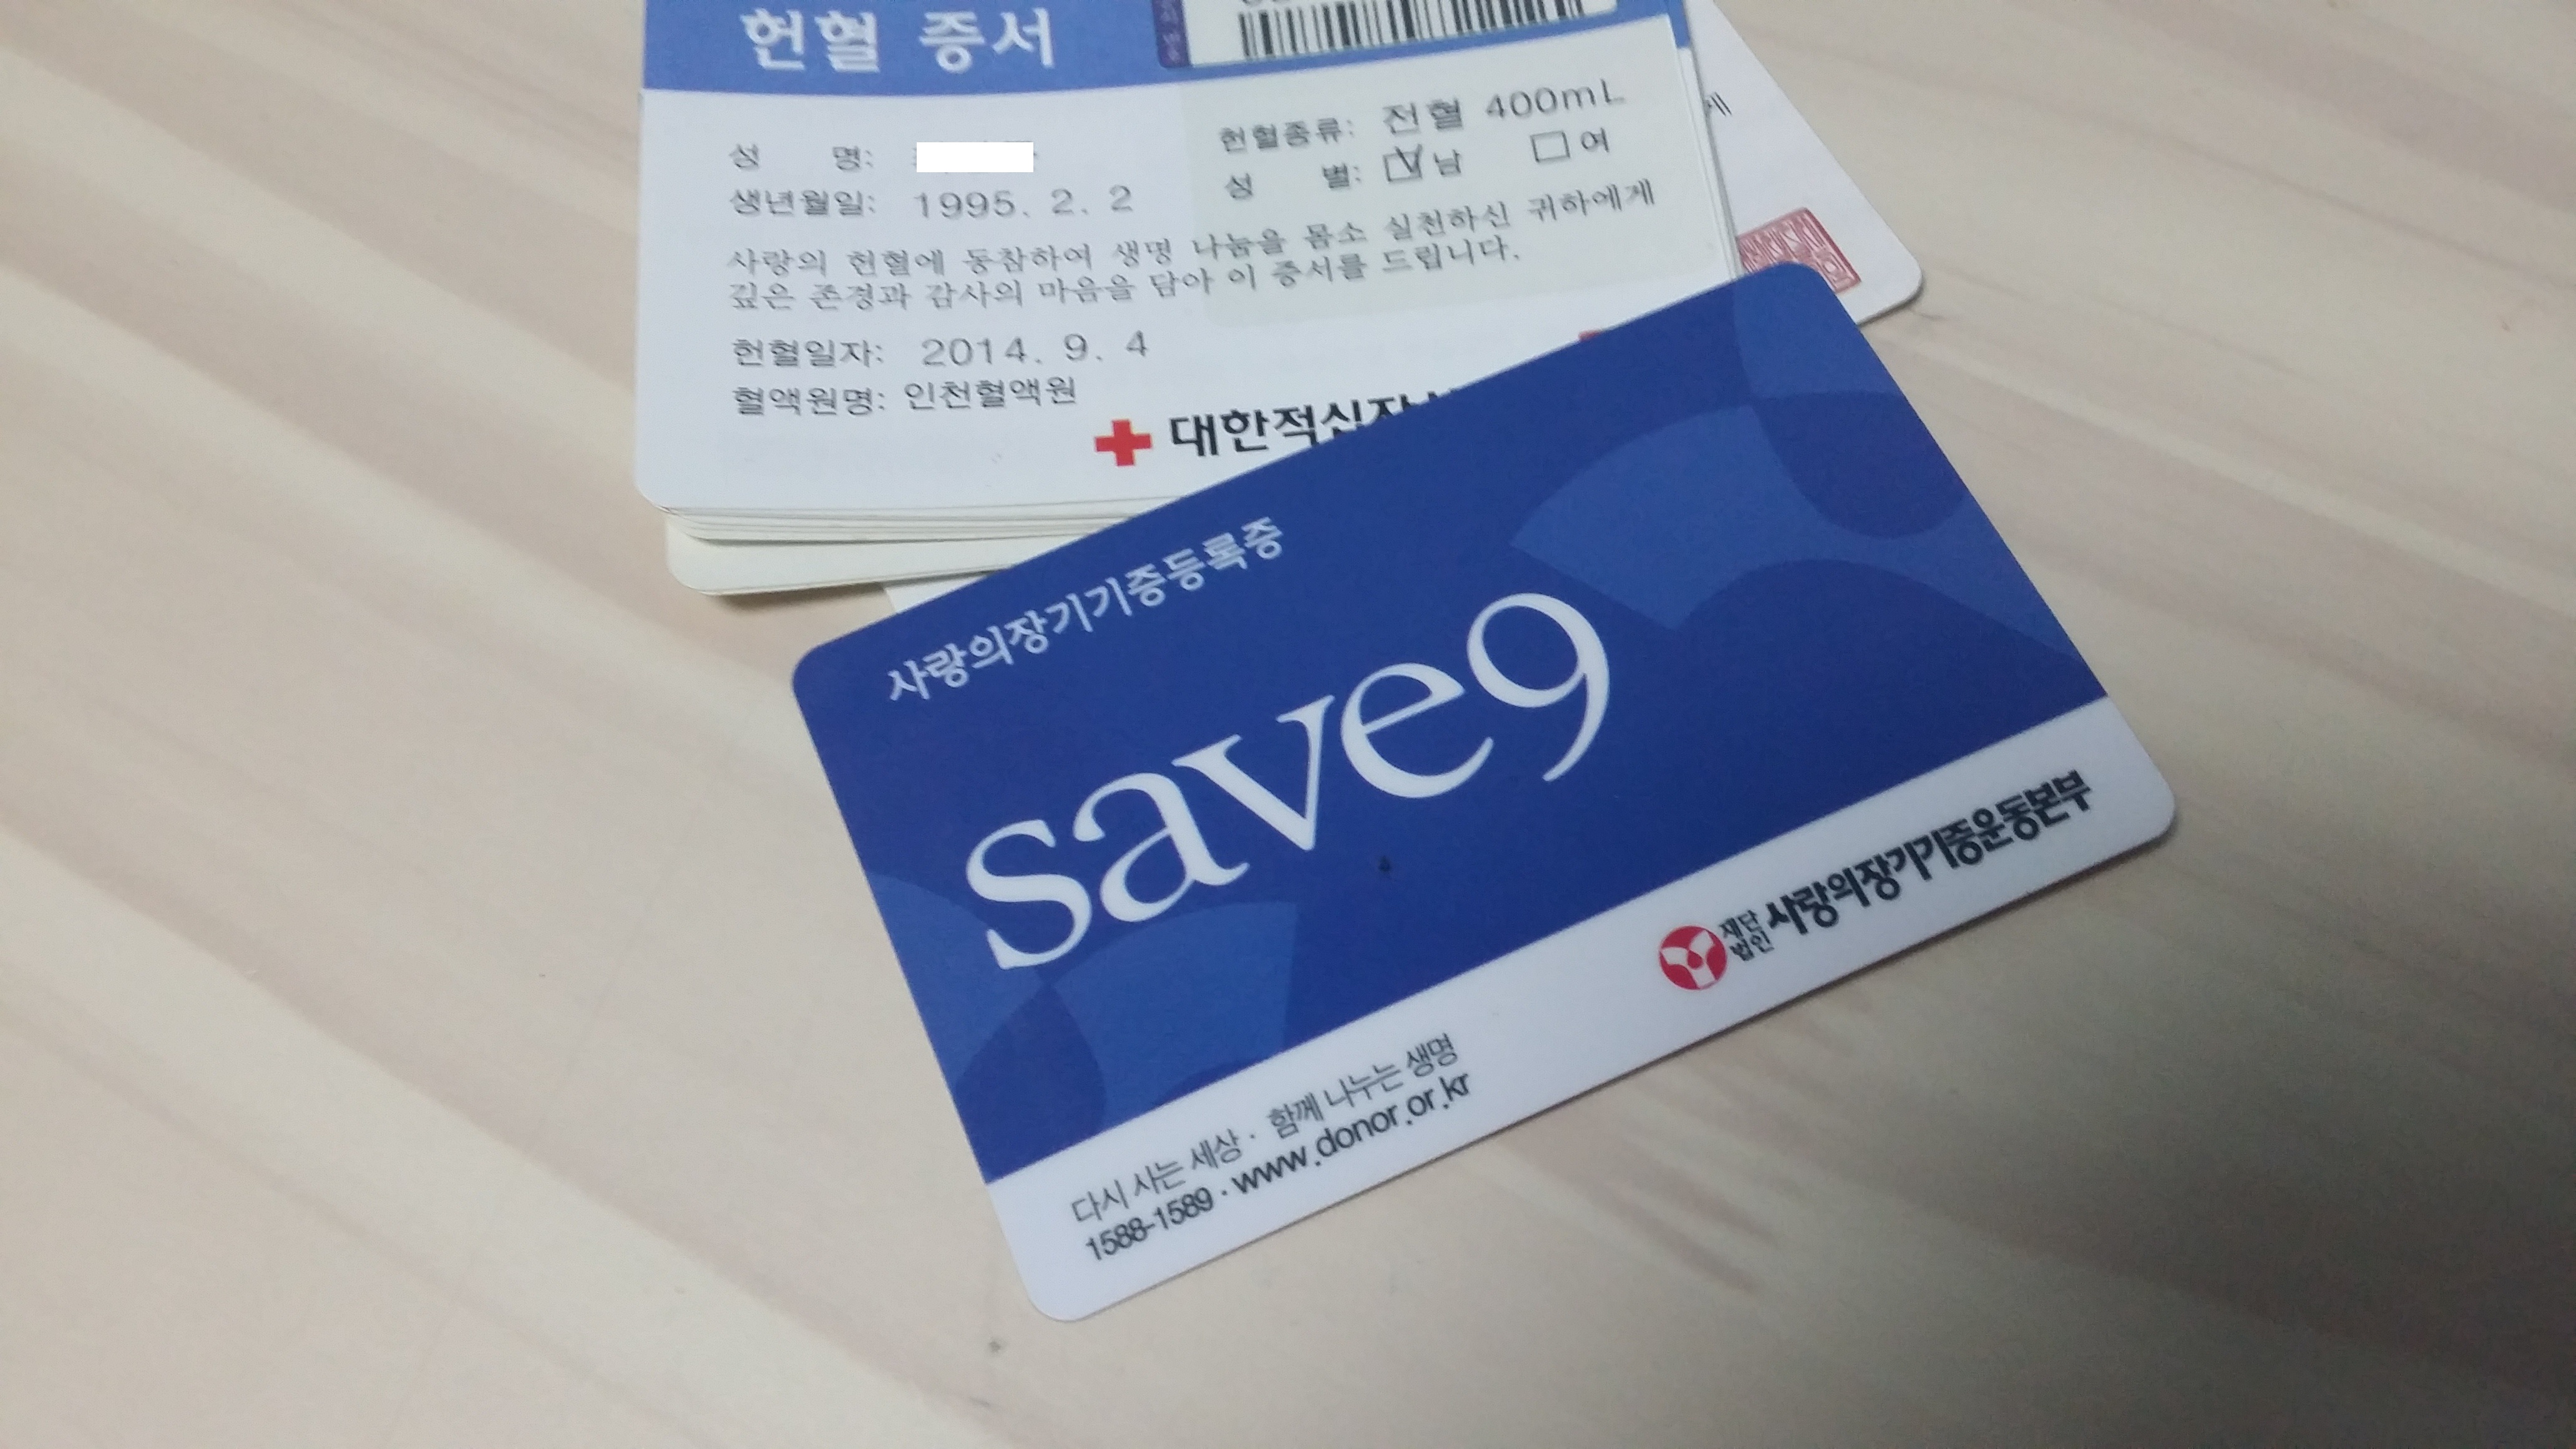 헌혈 증서
헌혈종류: 전혈 400mL
성 명:
성 별: ☑남 ☐여
생년월일: 1995. 2. 2
사랑의 헌혈에 동참하여 생명 나눔을 몸소 실천하신 귀하에게
깊은 존경과 감사의 마음을 담아 이 증서를 드립니다.
헌혈일자: 2014. 9. 4
혈액원명: 인천혈액원
대한적십자
사랑의장기기증등록증
save9
재단법인 사랑의장기기증운동본부
다시 사는 세상 · 함께 나누는 생명
1588-1589 · www.donor.or.kr